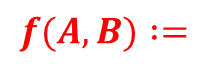 f(A, B) :=